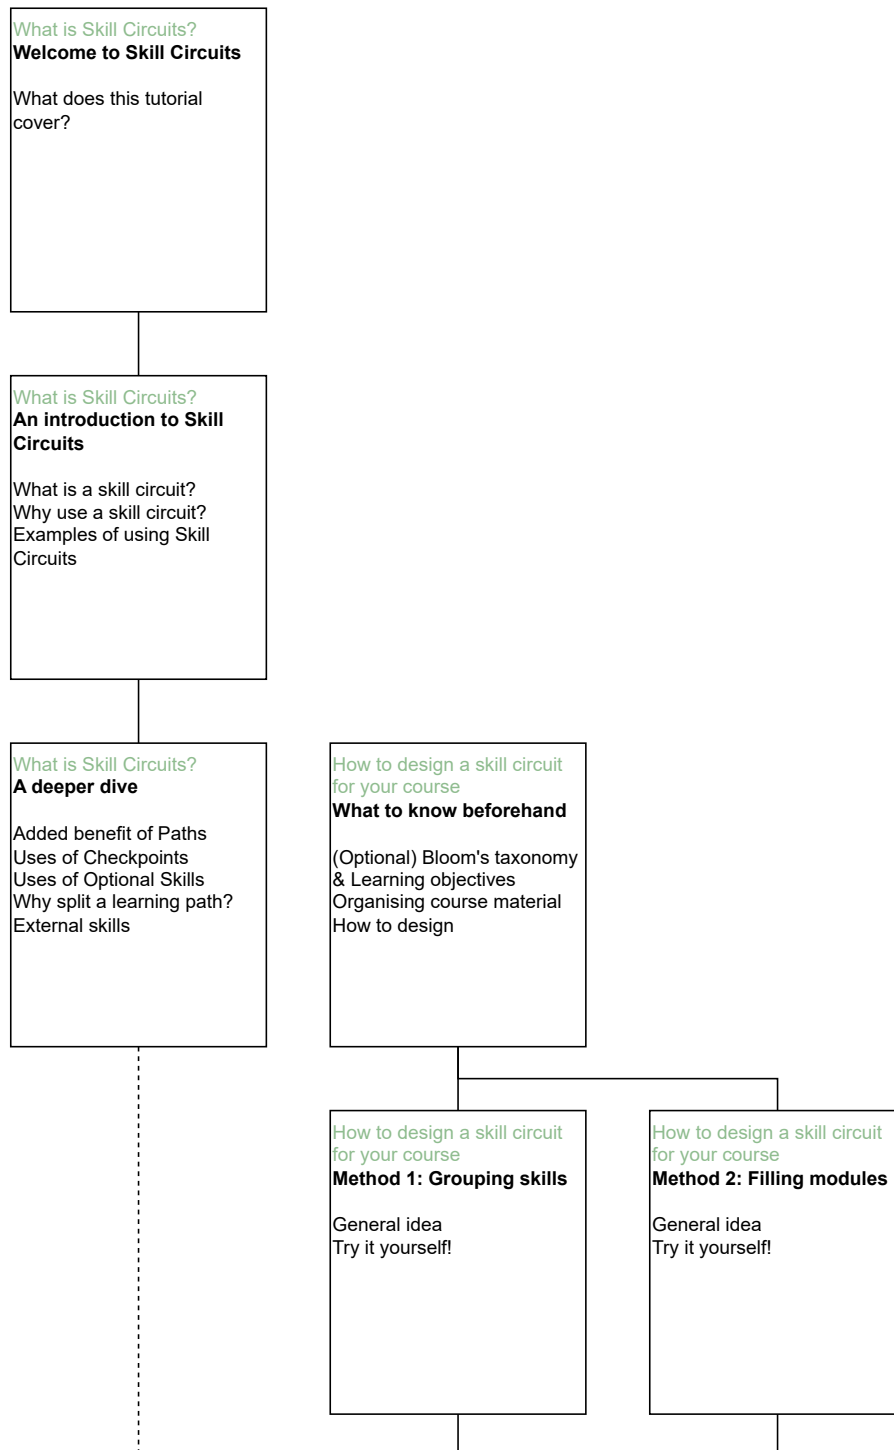 What is Skill Circuits?
Welcome to Skill Circuits
What does this tutorial
cover?
What is Skill Circuits?
An introduction to Skill
Circuits
What is a skill circuit?
Why use a skill circuit?
Examples of using Skill
Circuits
What is Skill Circuits?
A deeper dive
Added benefit of Paths
Uses of Checkpoints
Uses of Optional Skills
Why split a learning path?
External skills
How to design a skill circuit
for your course
What to know beforehand
(Optional) Bloom's taxonomy
& Learning objectives
Organising course material
How to design
How to design a skill circuit
for your course
Method 1: Grouping skills
General idea
Try it yourself!
How to design a skill circuit
for your course
Method 2: Filling modules
General idea
Try it yourself!